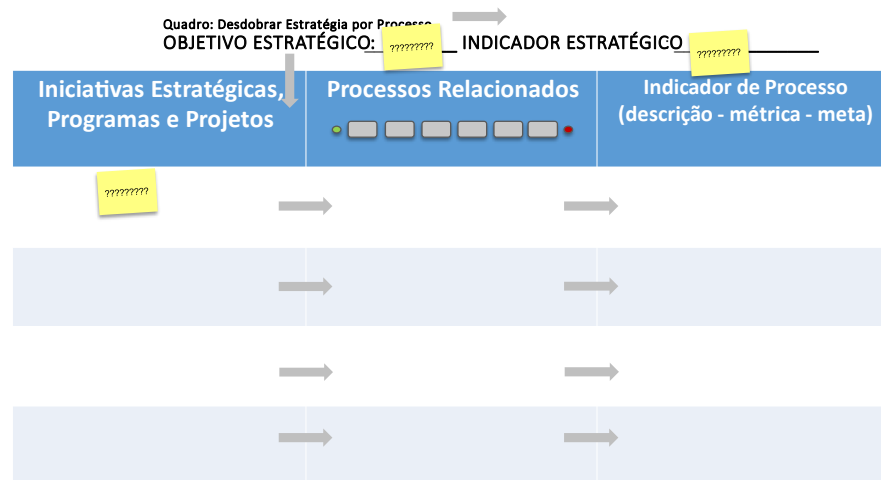 Quadro: Desdobrar Estratégia por Processo
OBJETIVO ESTRATÉGICO: ????????? INDICADOR ESTRATÉGICO ?????????
Iniciativas Estratégicas,
Programas e Projetos
Processos Relacionados
Indicador de Processo
(descrição - métrica - meta)
?????????